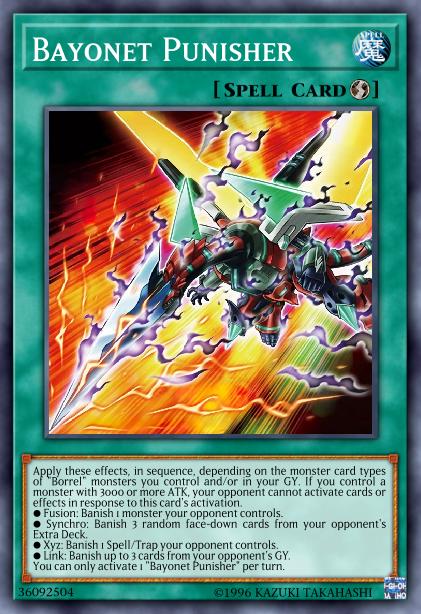 BAYONET PUNISHER
SPELL
魔
[SPELL CARD]
Apply these effects, in sequence, depending on the monster card types
of "Borrel" monsters you control and/or in your GY. If you control a
monster with 3000 or more ATK, your opponent cannot activate cards or
effects in response to this card's activation.
● Fusion: Banish 1 monster your opponent controls.
● Synchro: Banish 3 random face-down cards from your opponent's
Extra Deck.
● Xyz: Banish 1 Spell/Trap your opponent controls.
● Link: Banish up to 3 cards from your opponent's GY.
You can only activate 1 "Bayonet Punisher" per turn.
36092504
©1996 KAZUKI TAKAHASHI